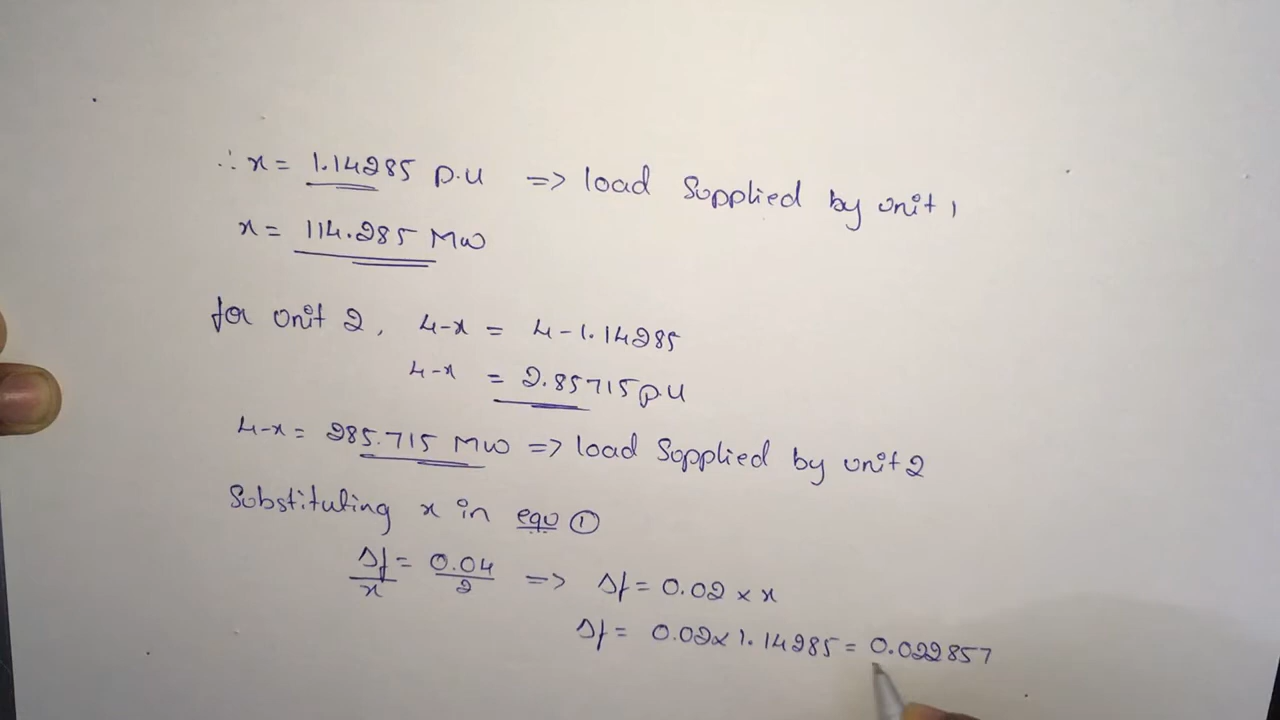 ∴ x = 1.14285 p.u => load Supplied by unit 1
x = 114.285 MW
for unit 2, 4-x = 4-1.14285
4-x = 2.85715 p.u
4-x = 285.715 MW => load Supplied by unit 2
Substituting x in equ ①
Δf/x = 0.04/2 => Δf = 0.02 × x
Δf = 0.02 × 1.14285 = 0.022857